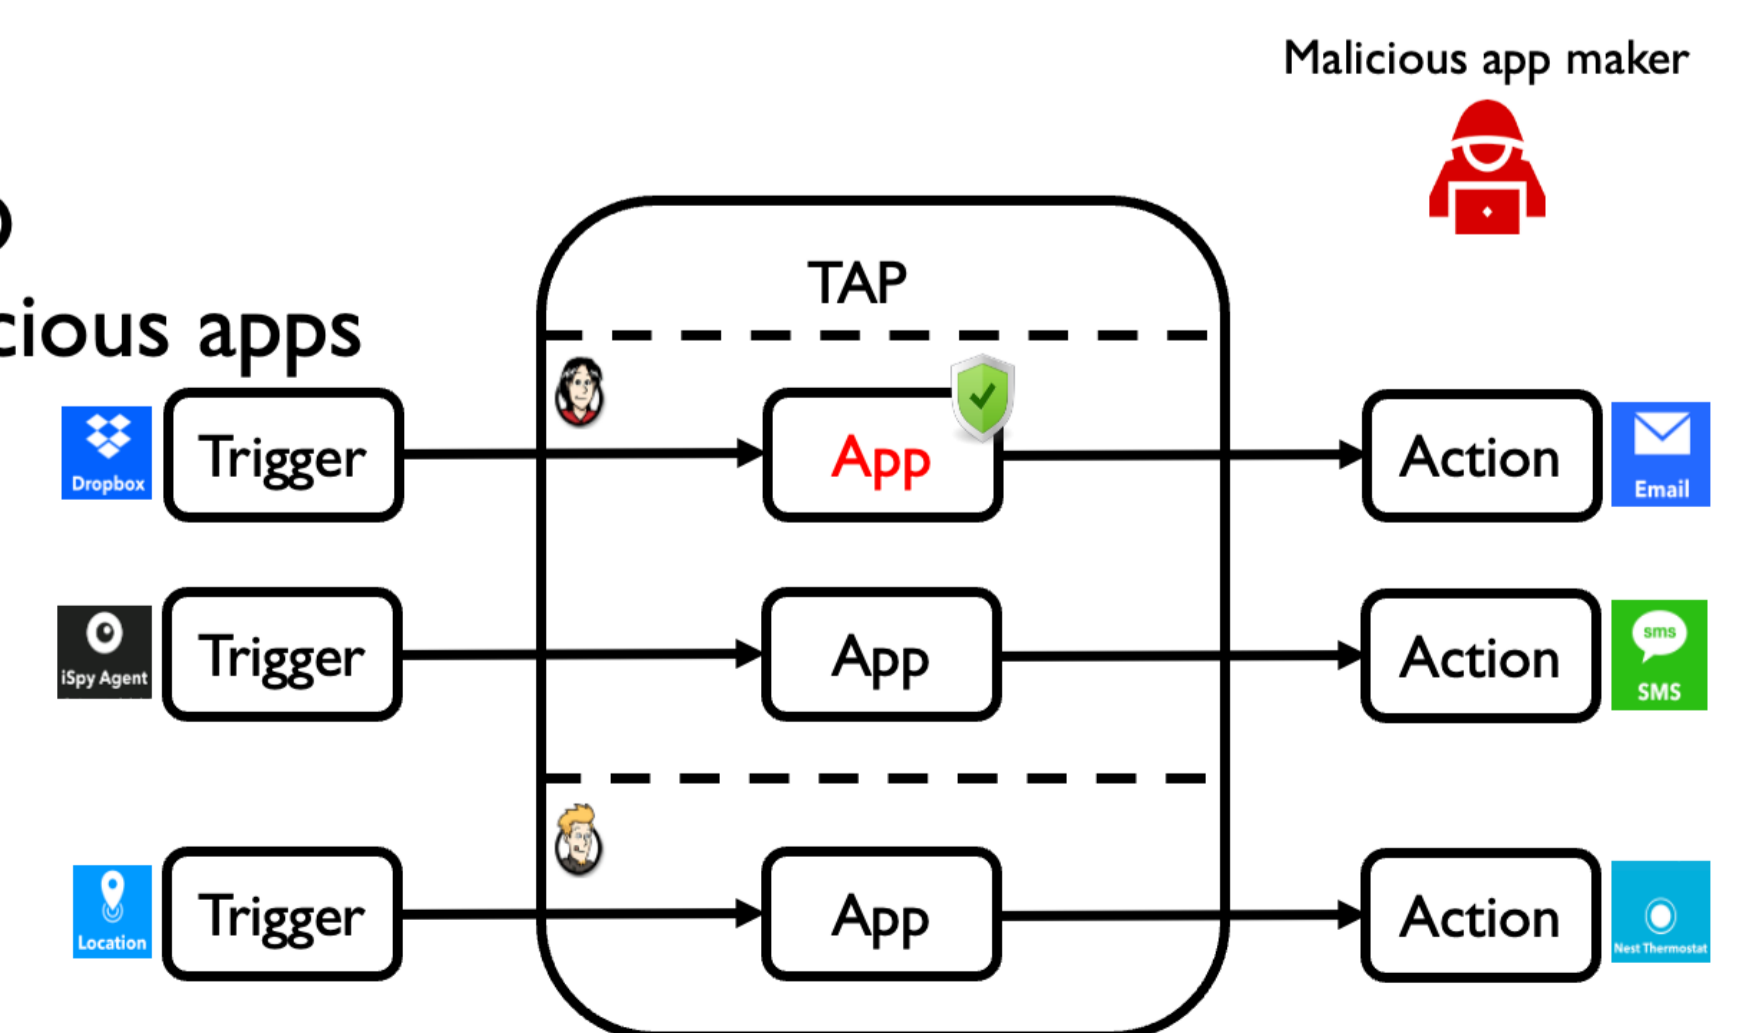 Malicious app maker
TAP
cious apps
Dropbox
Trigger
App
Action
Email
iSpy Agent
Trigger
App
Action
sms
SMS
Location
Trigger
App
Action
Nest Thermostat